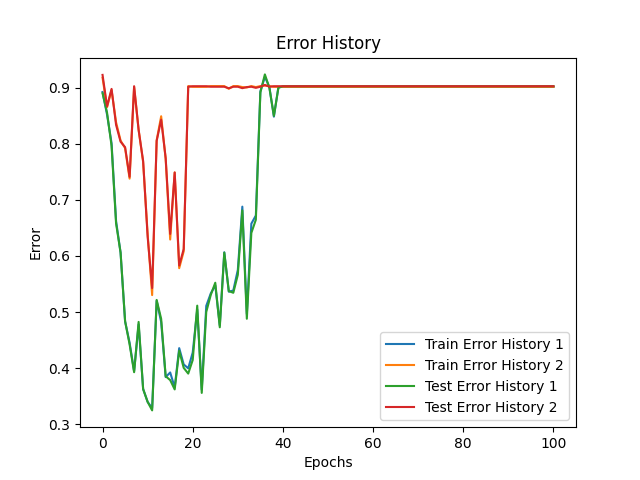 Error History
0.9
0.8
0.7
0.6
0.5
0.4
0.3
Error
Train Error History 1
Train Error History 2
Test Error History 1
Test Error History 2
0 20 40 60 80 100
Epochs